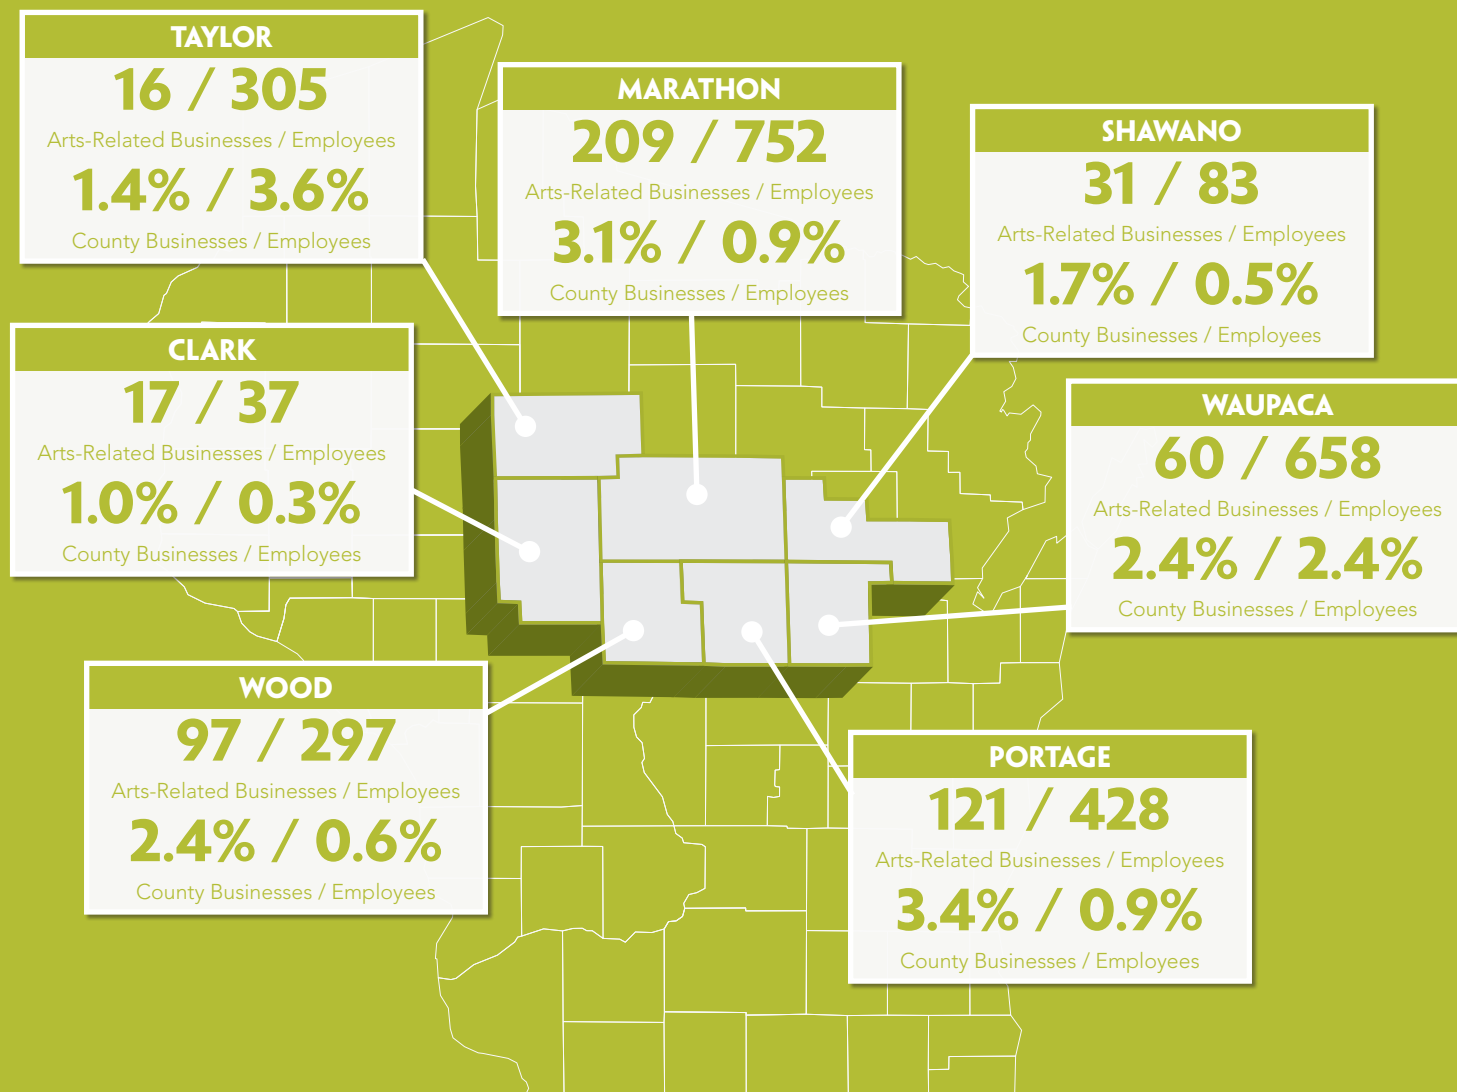 TAYLOR
16 / 305
Arts-Related Businesses / Employees
1.4% / 3.6%
County Businesses / Employees
MARATHON
209 / 752
Arts-Related Businesses / Employees
3.1% / 0.9%
County Businesses / Employees
SHAWANO
31 / 83
Arts-Related Businesses / Employees
1.7% / 0.5%
County Businesses / Employees
CLARK
17 / 37
Arts-Related Businesses / Employees
1.0% / 0.3%
County Businesses / Employees
WAUPACA
60 / 658
Arts-Related Businesses / Employees
2.4% / 2.4%
County Businesses / Employees
WOOD
97 / 297
Arts-Related Businesses / Employees
2.4% / 0.6%
County Businesses / Employees
PORTAGE
121 / 428
Arts-Related Businesses / Employees
3.4% / 0.9%
County Businesses / Employees